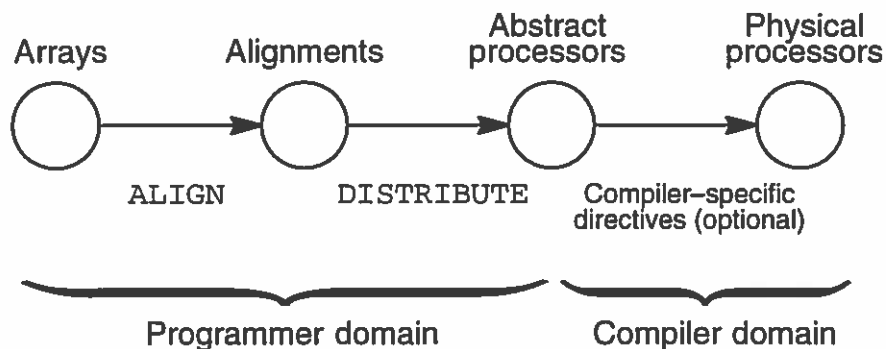 Arrays
Alignments
Abstract
processors
Physical
processors
ALIGN
DISTRIBUTE
Compiler–specific
directives (optional)
Programmer domain
Compiler domain